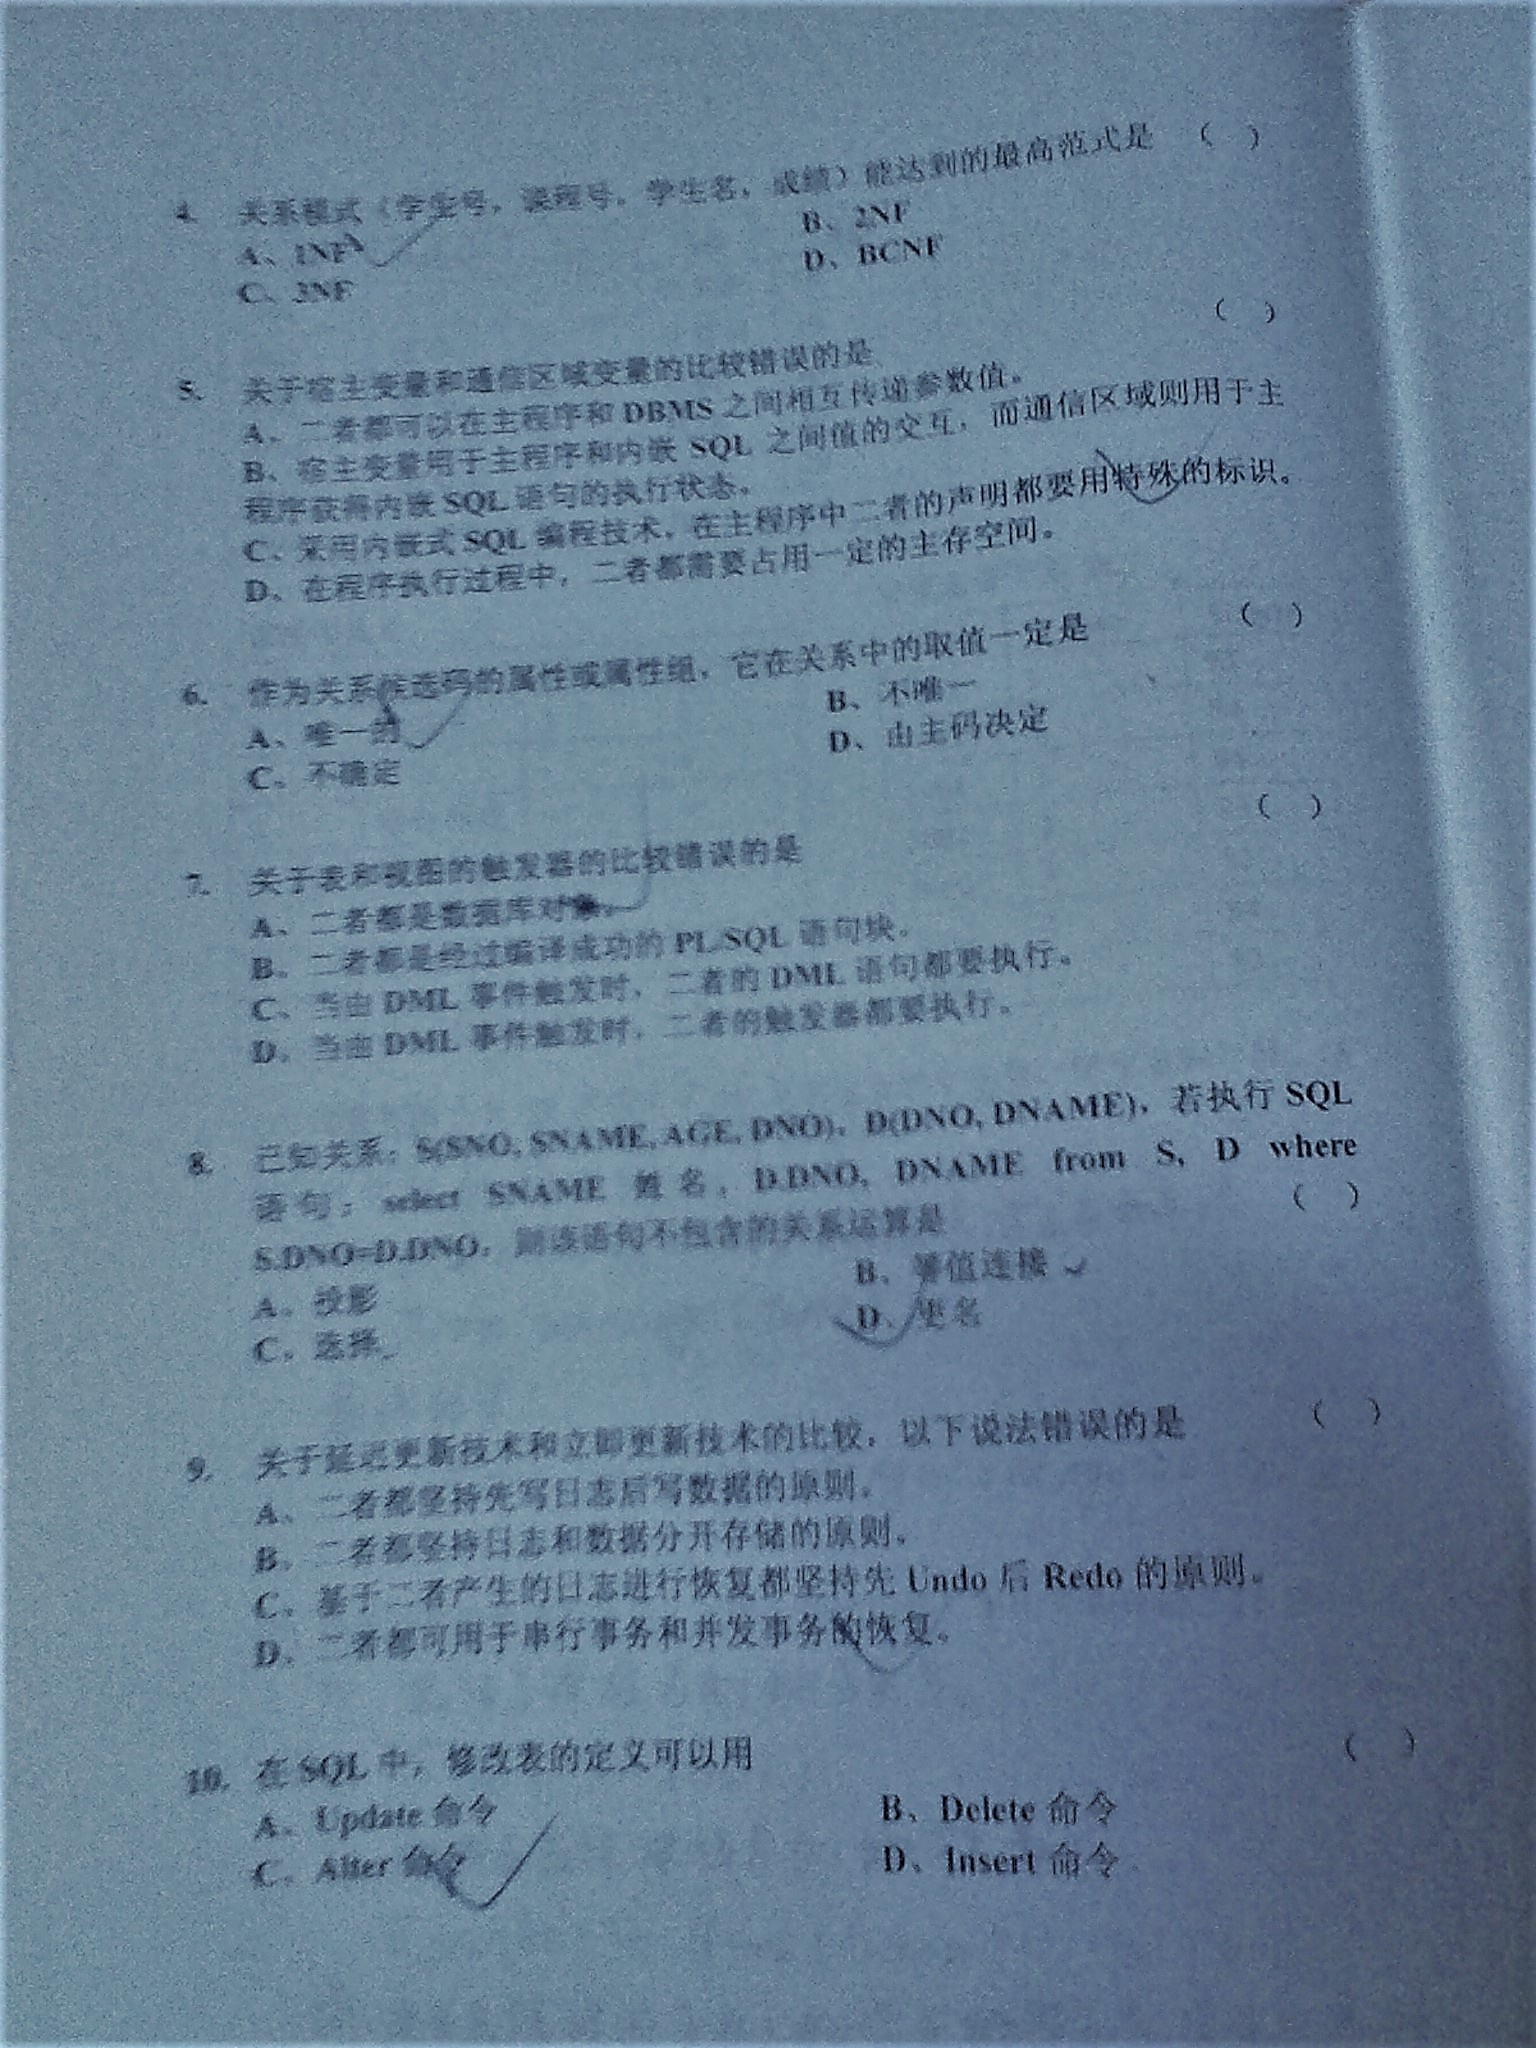 4. 关系模式（学生号，课程号，学生名，成绩）能达到的最高范式是 （ ）
A、1NF B、2NF
C、3NF D、BCNF
5. 关于宿主变量和通信区域变量的比较错误的是 （ ）
A、二者都可以在主程序和 DBMS 之间相互传递参数值。
B、宿主变量用于主程序和内嵌 SQL 之间值的交互，而通信区域则用于主
程序获得内嵌 SQL 语句的执行状态。
C、采用内嵌式 SQL 编程技术，在主程序中二者的声明都要用特殊的标识。
D、在程序执行过程中，二者都需要占用一定的主存空间。
6. 作为关系候选码的属性或属性组，它在关系中的取值一定是 （ ）
A、唯一的 B、不唯一
C、不确定 D、由主码决定
7. 关于表和视图的触发器的比较错误的是 （ ）
A、二者都是数据库对象。
B、二者都是经过编译成功的 PL/SQL 语句块。
C、当由 DML 事件触发时，二者的 DML 语句都要执行。
D、当由 DML 事件触发时，二者的触发器都要执行。
8. 已知关系：S(SNO, SNAME, AGE, DNO)，D(DNO, DNAME)，若执行 SQL
语句：select SNAME 姓名, D.DNO, DNAME from S, D where
S.DNO=D.DNO，则该语句不包含的关系运算是 （ ）
A、投影 B、等值连接
C、选择 D、更名
9. 关于延迟更新技术和立即更新技术的比较，以下说法错误的是 （ ）
A、二者都坚持先写日志后写数据的原则。
B、二者都坚持日志和数据分开存储的原则。
C、基于二者产生的日志进行恢复都坚持先 Undo 后 Redo 的原则。
D、二者都可用于串行事务和并发事务的恢复。
10. 在 SQL 中，修改表的定义可以用 （ ）
A、Update 命令 B、Delete 命令
C、Alter 命令 D、Insert 命令